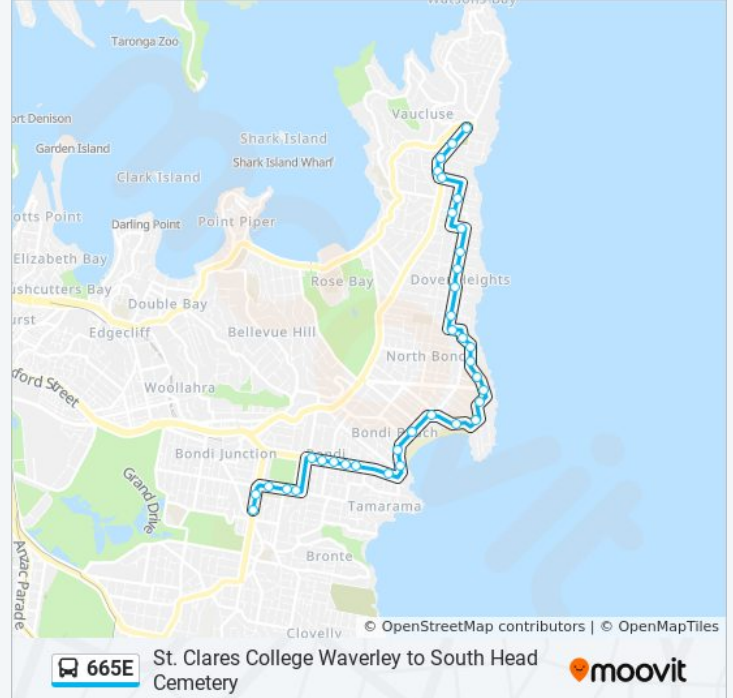 Watsons Bay
Taronga Zoo
Vaucluse
ort Denison
Shark Island
Garden Island
Shark Island Wharf
Clark Island
otts Point
Darling Point
Point Piper
Elizabeth Bay
Rose Bay
Dover Heights
ushcutters Bay
Double Bay
urst
Edgecliff
Bellevue Hill
North Bond
ford Street
Woollahra
Bondi Beach
Bondi Junction
Bondi
Grand Drive
Tamarama
Anzac Parade
Bronte
© OpenStreetMap contributors | © OpenMapTiles
Clovelly
665E
St. Clares College Waverley to South Head
Cemetery
moovit